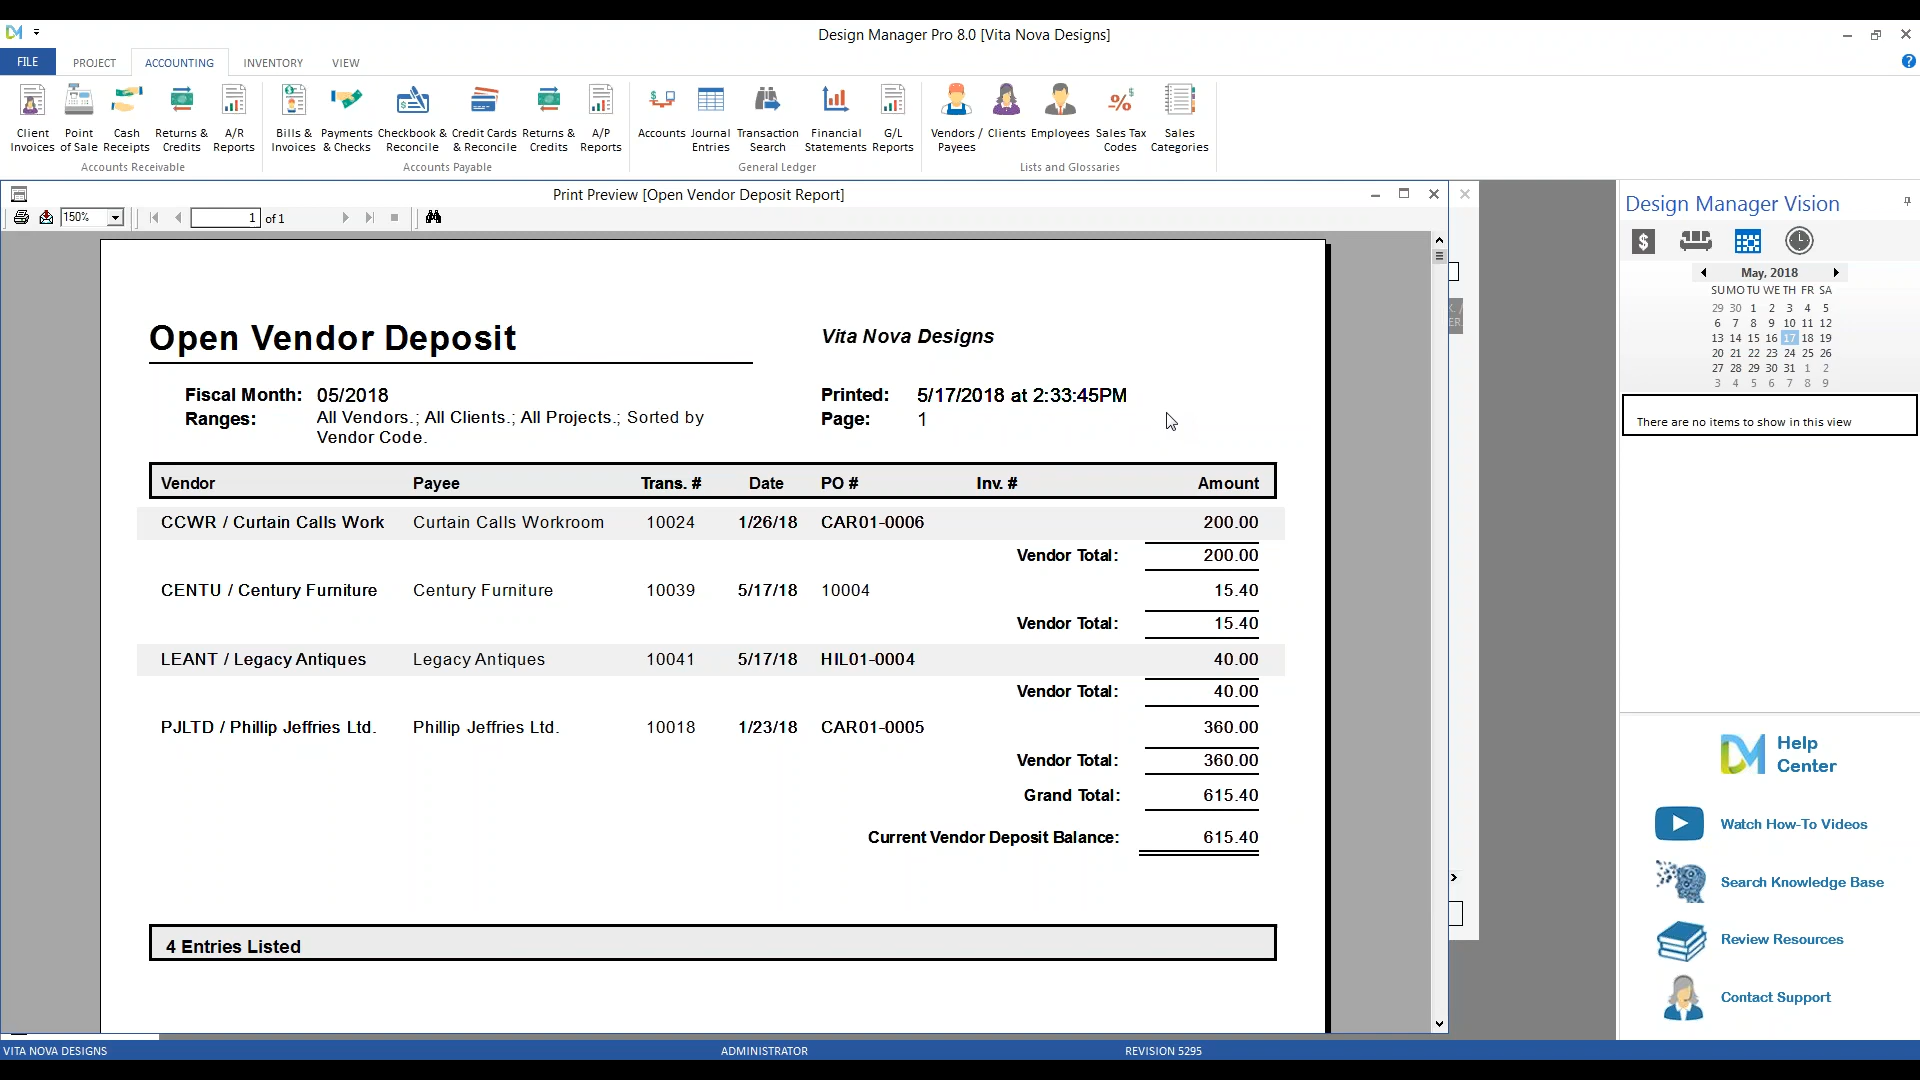 Design Manager Pro 8.0 [Vita Nova Designs]
FILE PROJECT ACCOUNTING INVENTORY VIEW
Client Invoices
Point of Sale
Cash Receipts
Returns & Credits
A/R Reports
Bills & Invoices
Payments & Checks
Checkbook & Reconcile
Credit Cards & Reconcile
Returns & Credits
A/P Reports
Accounts
Journal Entries
Transaction Search
Financial Statements
G/L Reports
Vendors / Payees
Clients
Employees
Sales Tax Codes
Sales Categories
Accounts Receivable Accounts Payable General Ledger Lists and Glossaries
Print Preview [Open Vendor Deposit Report]
150% 1 of 1
Open Vendor Deposit
Vita Nova Designs
Fiscal Month: 05/2018
Ranges: All Vendors.; All Clients.; All Projects.; Sorted by
Vendor Code.
Printed: 5/17/2018 at 2:33:45PM
Page: 1
Vendor Payee Trans. # Date PO # Inv. # Amount
CCWR / Curtain Calls Work Curtain Calls Workroom 10024 1/26/18 CAR01-0006 200.00
Vendor Total: 200.00
CENTU / Century Furniture Century Furniture 10039 5/17/18 10004 15.40
Vendor Total: 15.40
LEANT / Legacy Antiques Legacy Antiques 10041 5/17/18 HIL01-0004 40.00
Vendor Total: 40.00
PJLTD / Phillip Jeffries Ltd. Phillip Jeffries Ltd. 10018 1/23/18 CAR01-0005 360.00
Vendor Total: 360.00
Grand Total: 615.40
Current Vendor Deposit Balance: 615.40
4 Entries Listed
Design Manager Vision
May, 2018
SU MO TU WE TH FR SA
29 30 1 2 3 4 5
6 7 8 9 10 11 12
13 14 15 16 17 18 19
20 21 22 23 24 25 26
27 28 29 30 31 1 2
3 4 5 6 7 8 9
There are no items to show in this view
DM Help
Center
Watch How-To Videos
Search Knowledge Base
Review Resources
Contact Support
VITA NOVA DESIGNS ADMINISTRATOR REVISION 5295